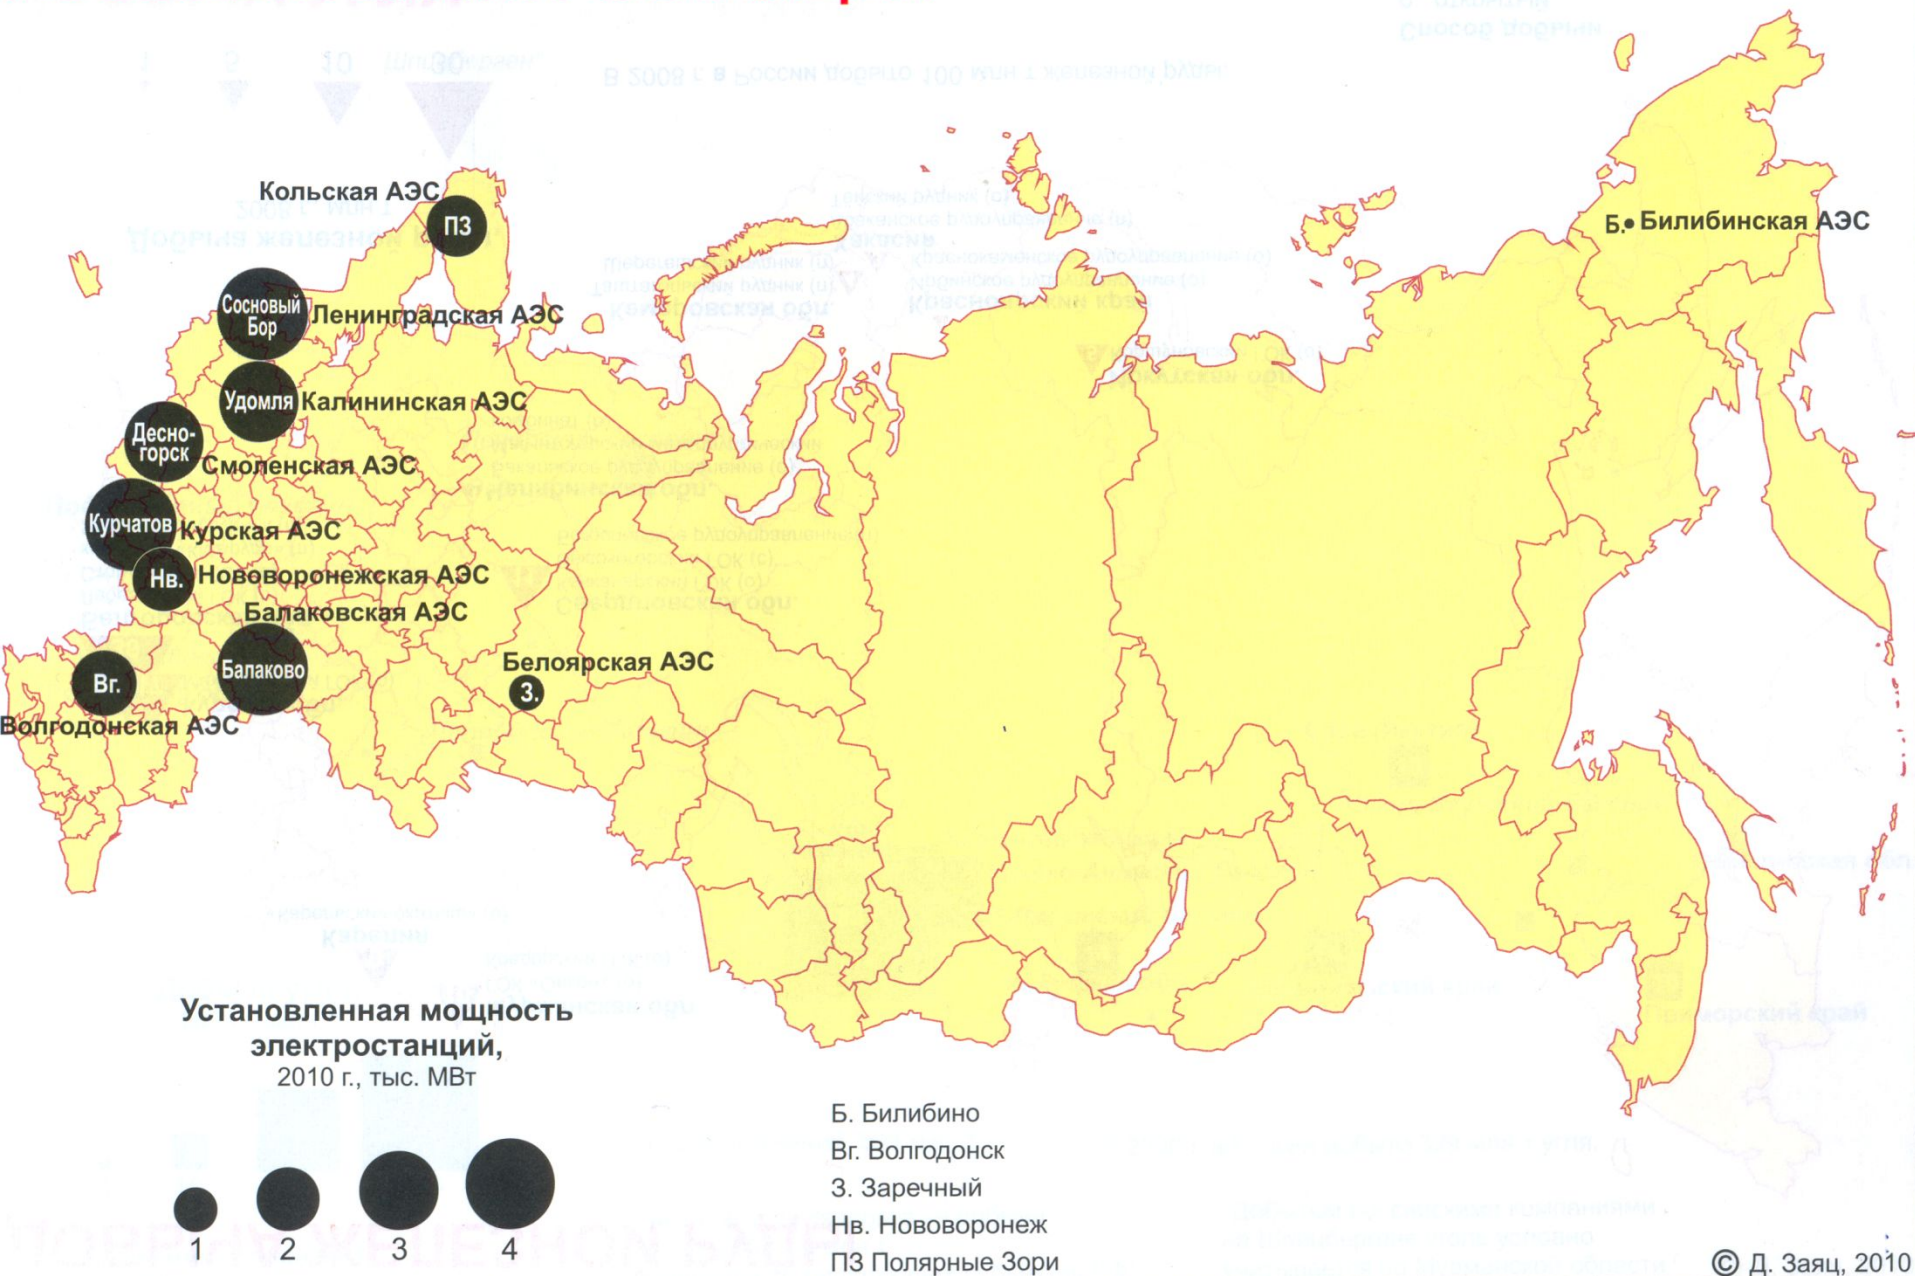 Кольская АЭС
ПЗ
Б.
Билибинская АЭС
Сосновый
Бор
Ленинградская АЭС
Удомля
Калининская АЭС
Десно-
горск
Смоленская АЭС
Курчатов
Курская АЭС
Нв.
Нововоронежская АЭС
Балаковская АЭС
Балаково
Белоярская АЭС
З.
Вг.
Волгодонская АЭС
Установленная мощность
электростанций,
2010 г., тыс. МВт
1 2 3 4
Б. Билибино
Вг. Волгодонск
З. Заречный
Нв. Нововоронеж
ПЗ Полярные Зори
© Д. Заяц, 2010